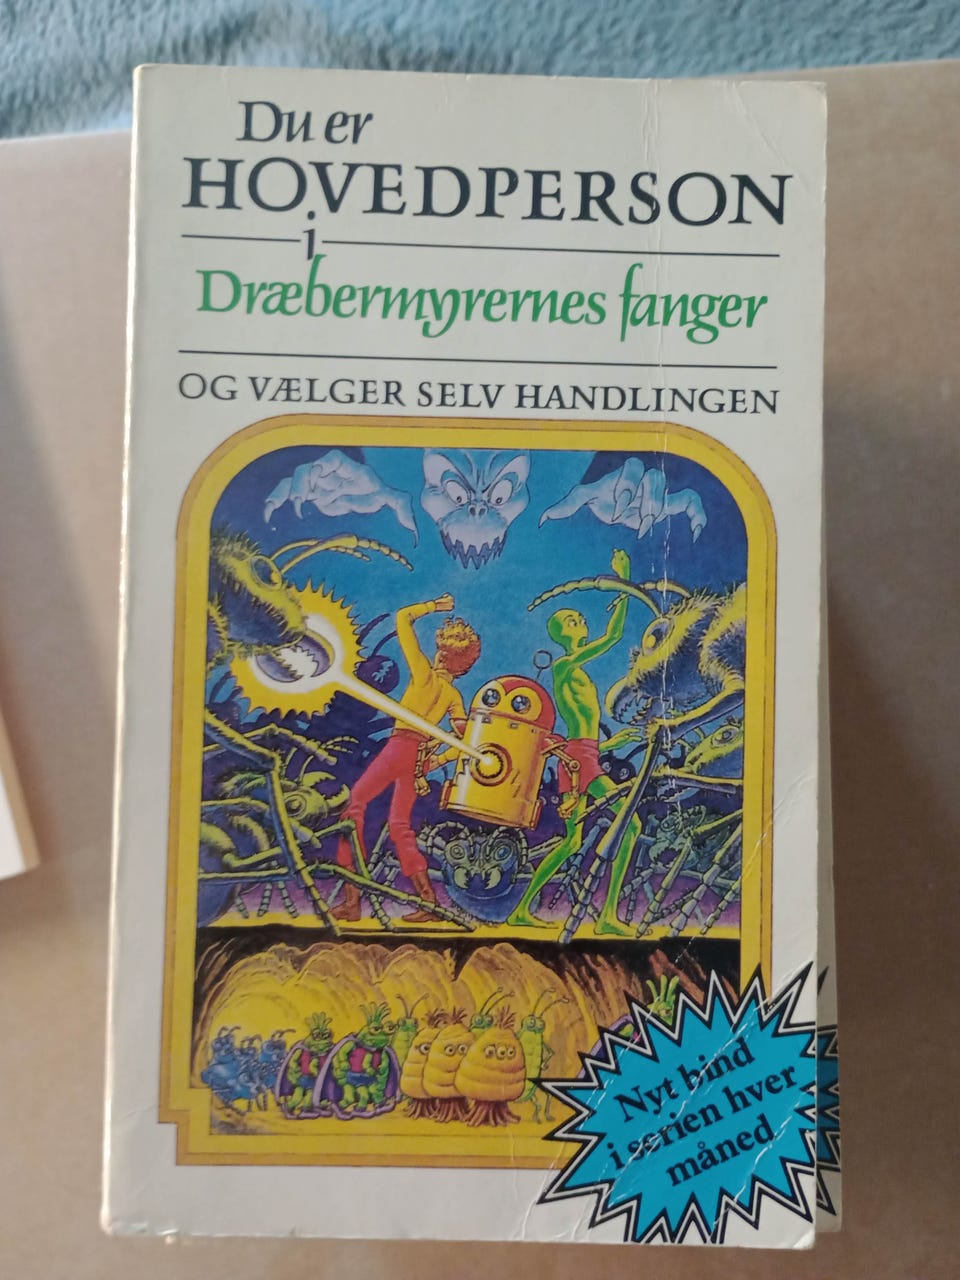 Du er
HOVEDPERSON
i
Dræbermyrernes fanger
OG VÆLGER SELV HANDLINGEN
Nyt bind
i serien hver
måned